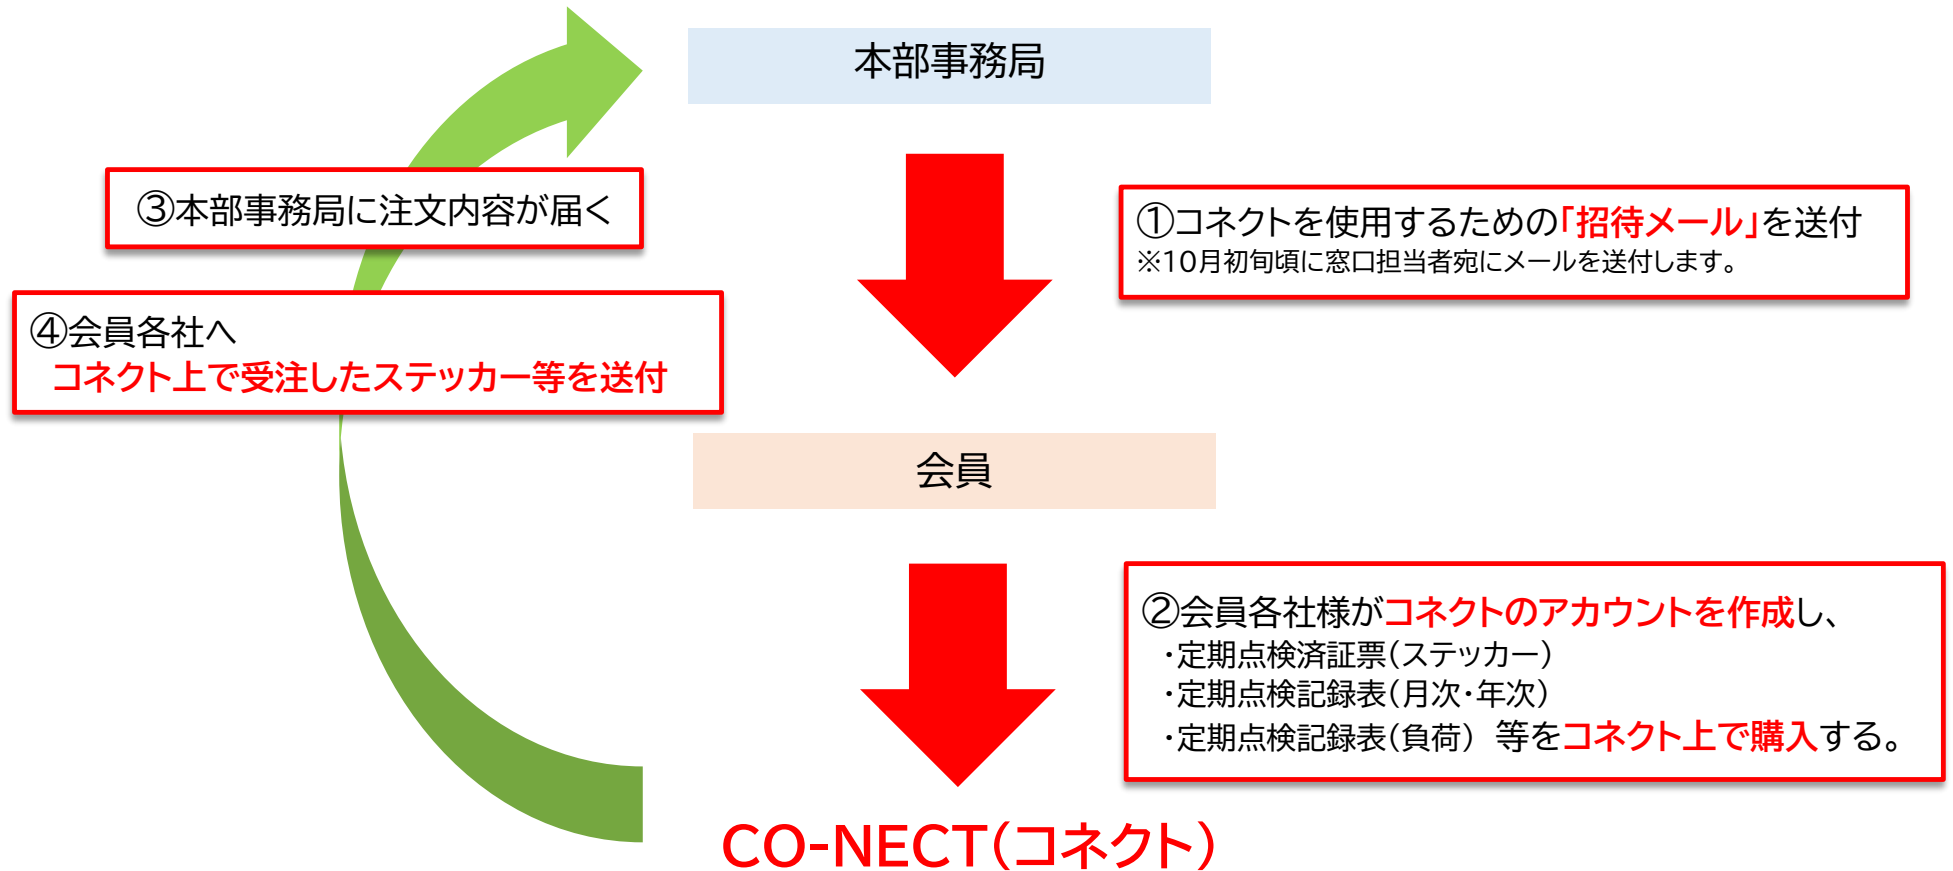 本部事務局
①コネクトを使用するための「招待メール」を送付
※10月初旬頃に窓口担当者宛にメールを送付します。
会員
②会員各社様がコネクトのアカウントを作成し、
・定期点検済証票(ステッカー)
・定期点検記録表(月次・年次)
・定期点検記録表(負荷) 等をコネクト上で購入する。
CO-NECT(コネクト)
③本部事務局に注文内容が届く
④会員各社へ
コネクト上で受注したステッカー等を送付